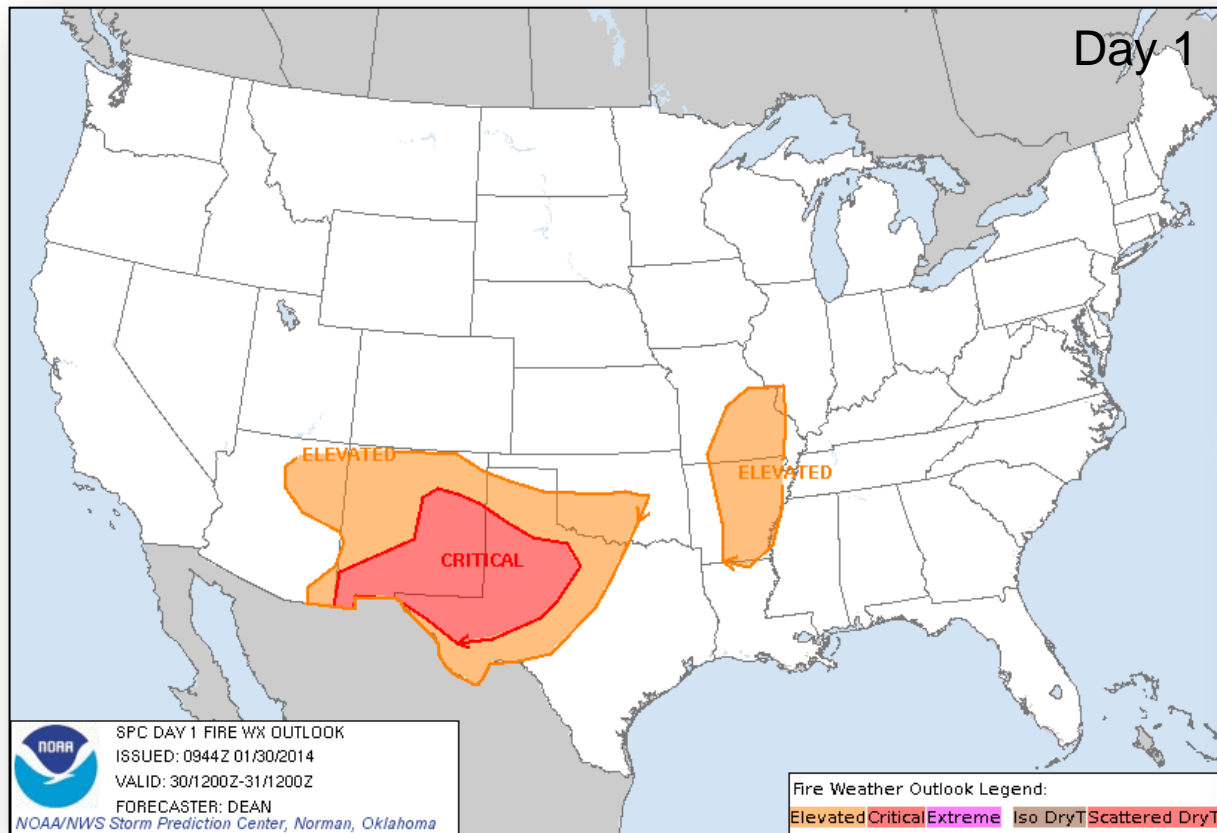 Day 1
ELEVATED
ELEVATED
CRITICAL
NOAA
SPC DAY 1 FIRE WX OUTLOOK
ISSUED: 0944Z 01/30/2014
VALID: 30/1200Z-31/1200Z
FORECASTER: DEAN
NOAA/NWS Storm Prediction Center, Norman, Oklahoma
Fire Weather Outlook Legend:
Elevated Critical Extreme Iso DryT Scattered DryT